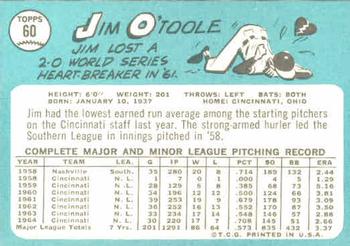 TOPPS
60
JIM O'TOOLE
JIM LOST A
2-0 WORLD SERIES
HEART-BREAKER IN '61.
HEIGHT: 6'0" WEIGHT: 201 THROWS: LEFT BATS: BOTH
BORN: JANUARY 10, 1937 HOME: CINCINNATI, OHIO
Jim had the lowest earned run average among the starting pitchers
on the Cincinnati staff last year. The strong-armed hurler led the
Southern League in innings pitched in '58.
COMPLETE MAJOR AND MINOR LEAGUE PITCHING RECORD
YEAR TEAM LEA. G IP W L PCT. SO BB ERA
1958 Nashville South. 35 280 20 8 .714 189 132 2.44
1958 Cincinnati N. L. 1 7 0 1 .000 4 5 1.29
1959 Cincinnati N. L. 28 129 5 8 .385 68 73 5.16
1960 Cincinnati N. L. 34 196 12 12 .500 124 3.81
1961 Cincinnati N. L. 39 253 19 9 .679 178 93 3.09
1962 Cincinnati N. L. 36 252 16 13 .552 170 87 3.50
1963 Cincinnati N. L. 33 234 17 14 .548 146 57 2.88
1964 Cincinnati N. L. 30 220 17 7 .708 145 51 2.66
Major League Totals 7 Yrs. 201 1291 86 64
© T.C.G. PRINTED IN U.S.A.